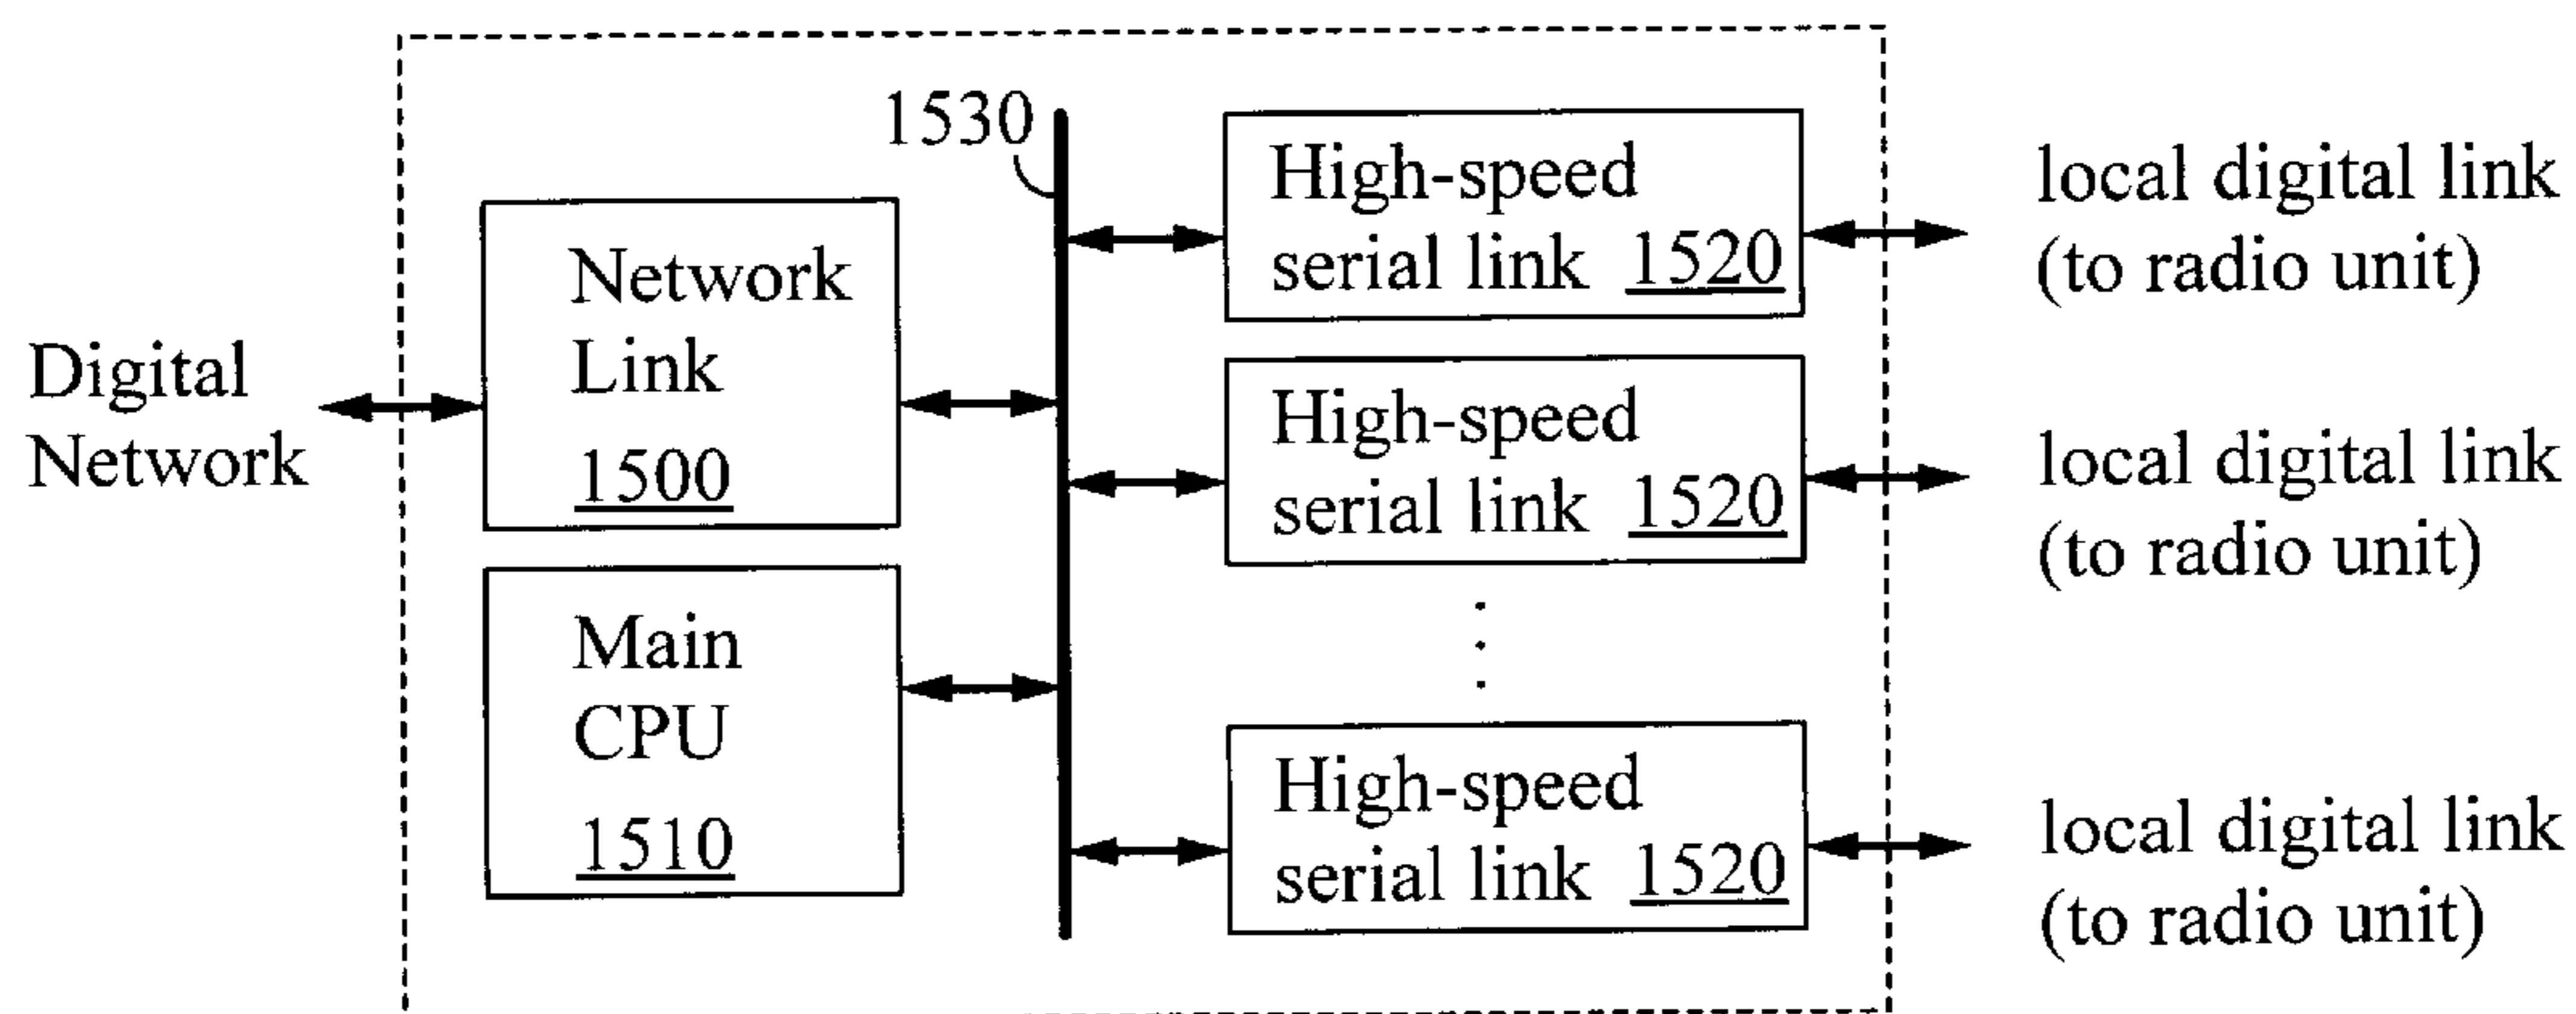 Digital
Network
Network
Link
1500
Main
CPU
1510
1530
High-speed
serial link 1520
local digital link
(to radio unit)
High-speed
serial link 1520
local digital link
(to radio unit)
High-speed
serial link 1520
local digital link
(to radio unit)